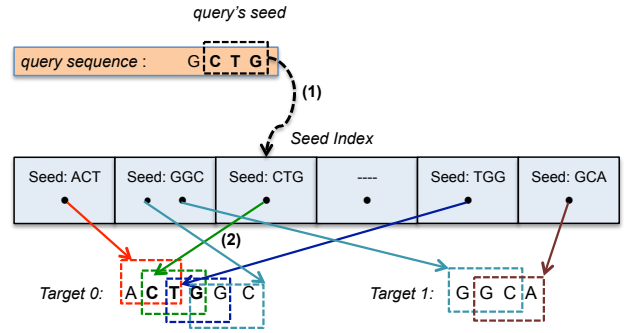 query's seed
query sequence : G C T G
(1)
Seed Index
Seed: ACT Seed: GGC Seed: CTG ---- Seed: TGG Seed: GCA
(2)
Target 0: A C T G G C Target 1: G G C A